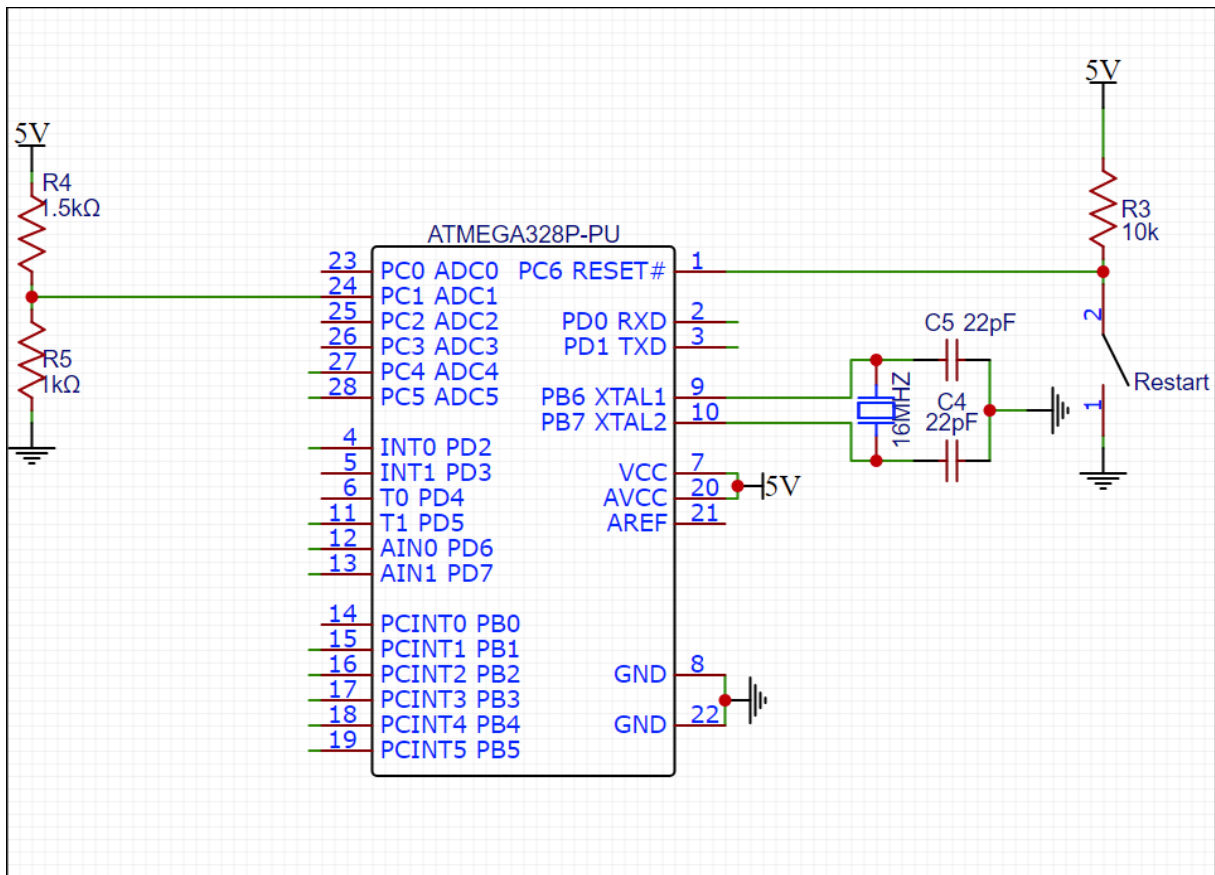 5V
5V
R4
1.5kΩ
R3
10k
ATMEGA328P-PU
23 PC0 ADC0 PC6 RESET# 1
24 PC1 ADC1
25 PC2 ADC2 PD0 RXD 2
26 PC3 ADC3 PD1 TXD 3
27 PC4 ADC4
28 PC5 ADC5 PB6 XTAL1 9
PB7 XTAL2 10
4 INT0 PD2
5 INT1 PD3 VCC 7
6 T0 PD4 AVCC 20
11 T1 PD5 AREF 21
12 AIN0 PD6
13 AIN1 PD7
14 PCINT0 PB0
15 PCINT1 PB1
16 PCINT2 PB2 GND 8
17 PCINT3 PB3
18 PCINT4 PB4 GND 22
19 PCINT5 PB5
R5
1kΩ
C5 22pF
16MHZ
C4
22pF
5V
2
Restart
1